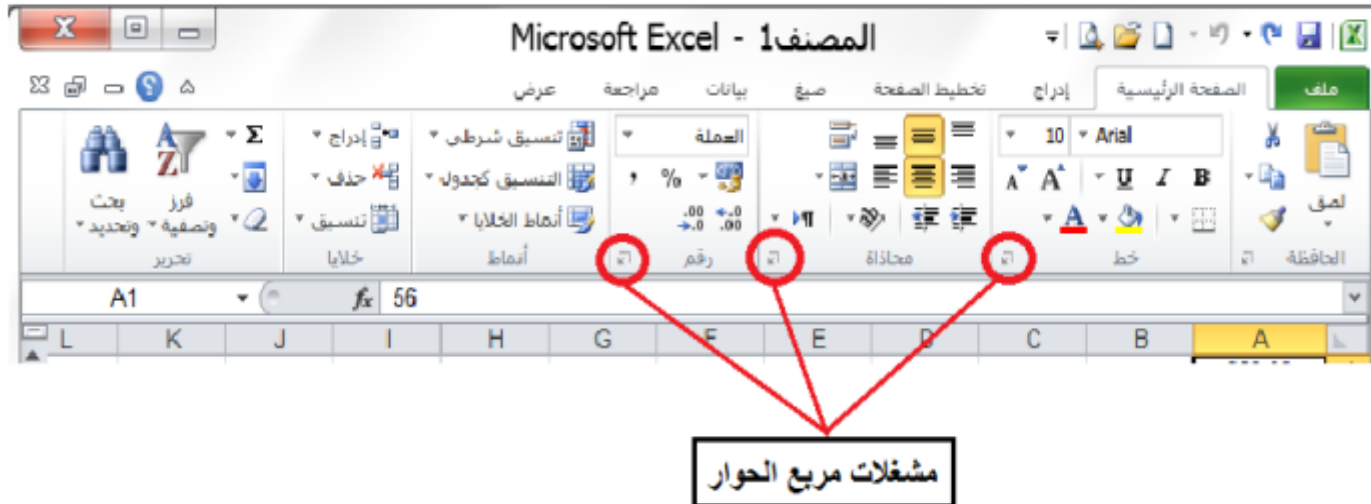 المصنف1 - Microsoft Excel
ملف الصفحة الرئيسية إدراج تخطيط الصفحة صيغ بيانات مراجعة عرض
Arial 10 العملة تنسيق شرطي إدراج Σ
لصق B I U A A % , التنسيق كجدول حذف فرز وتصفية بحث وتحديد
A أنماط الخلايا تنسيق
الحافظة خط محاذاة رقم أنماط خلايا تحرير
A1 fx 56
L K J I H G F E D C B A
مشغلات مربع الحوار